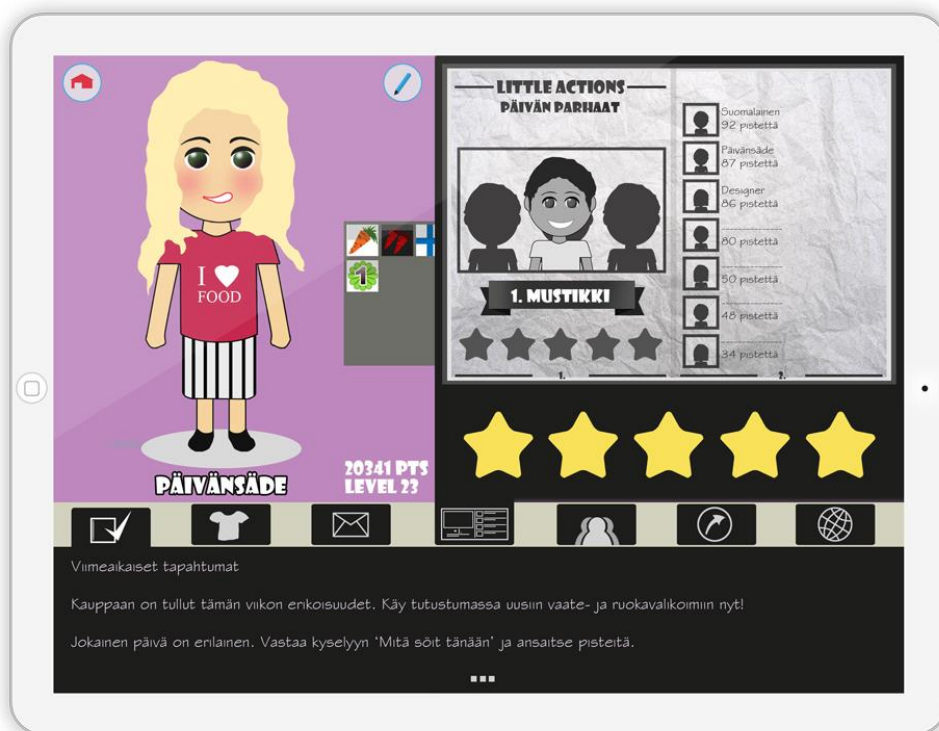 I
FOOD
PÄIVÄNSÄDE
20341 PTS
LEVEL 23
1
LITTLE ACTIONS
PÄIVÄN PARHAAT
1. MUSTIKKI
1.
Suomalainen
92 pistettä
Päivänsäde
87 pistettä
Designer
86 pistettä
80 pistettä
50 pistettä
48 pistettä
34 pistettä
2.
Viimeaikaiset tapahtumat
Kauppaan on tullut tämän viikon erikoisuudet. Käy tutustumassa uusiin vaate- ja ruokavalikoimiin nyt!
Jokainen päivä on erilainen. Vastaa kyselyyn "Mitä söit tänään" ja ansaitse pisteitä.